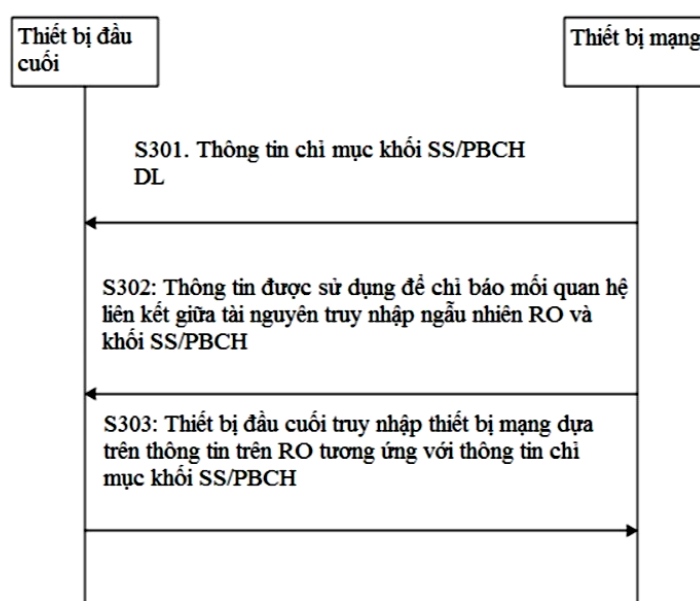 Thiết bị đầu
cuối
Thiết bị mạng
S301. Thông tin chỉ mục khối SS/PBCH
DL
S302: Thông tin được sử dụng để chỉ báo mối quan hệ
liên kết giữa tài nguyên truy nhập ngẫu nhiên RO và
khối SS/PBCH
S303: Thiết bị đầu cuối truy nhập thiết bị mạng dựa
trên thông tin trên RO tương ứng với thông tin chỉ
mục khối SS/PBCH